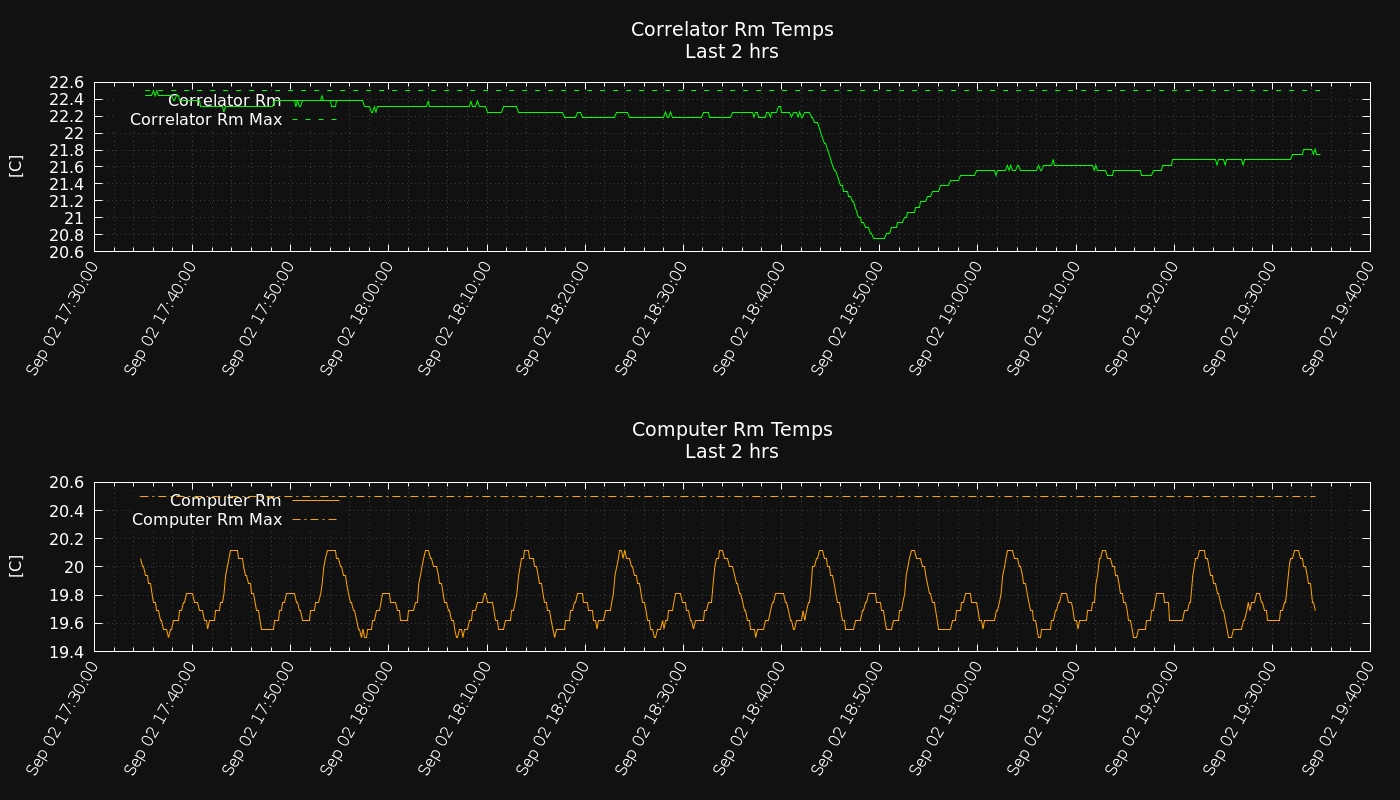 Correlator Rm Temps
Last 2 hrs
22.6
22.4
22.2
22
21.8
21.6
21.4
21.2
21
20.8
20.6
[C]
Correlator Rm
Correlator Rm Max
Sep 02 17:30:00
Sep 02 17:40:00
Sep 02 17:50:00
Sep 02 18:00:00
Sep 02 18:10:00
Sep 02 18:20:00
Sep 02 18:30:00
Sep 02 18:40:00
Sep 02 18:50:00
Sep 02 19:00:00
Sep 02 19:10:00
Sep 02 19:20:00
Sep 02 19:30:00
Sep 02 19:40:00
Computer Rm Temps
Last 2 hrs
20.6
20.4
20.2
20
19.8
19.6
19.4
[C]
Computer Rm
Computer Rm Max
Sep 02 17:30:00
Sep 02 17:40:00
Sep 02 17:50:00
Sep 02 18:00:00
Sep 02 18:10:00
Sep 02 18:20:00
Sep 02 18:30:00
Sep 02 18:40:00
Sep 02 18:50:00
Sep 02 19:00:00
Sep 02 19:10:00
Sep 02 19:20:00
Sep 02 19:30:00
Sep 02 19:40:00